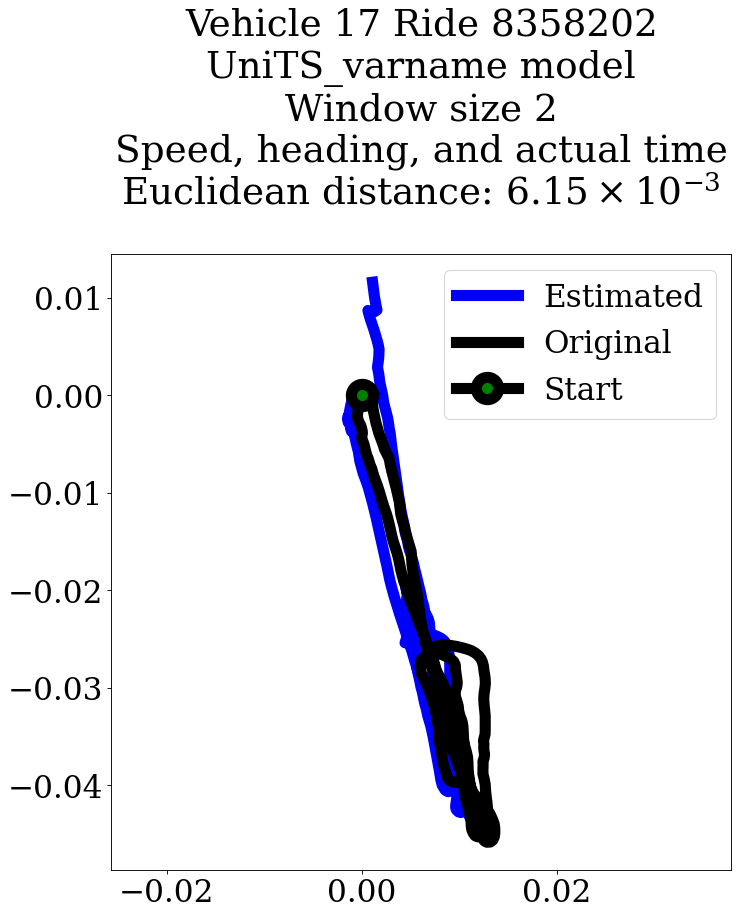 Vehicle 17 Ride 8358202
UniTS_varname model
Window size 2
Speed, heading, and actual time
Euclidean distance: 6.15 × 10⁻³
Estimated
Original
Start
0.01
0.00
−0.01
−0.02
−0.03
−0.04
−0.02 0.00 0.02